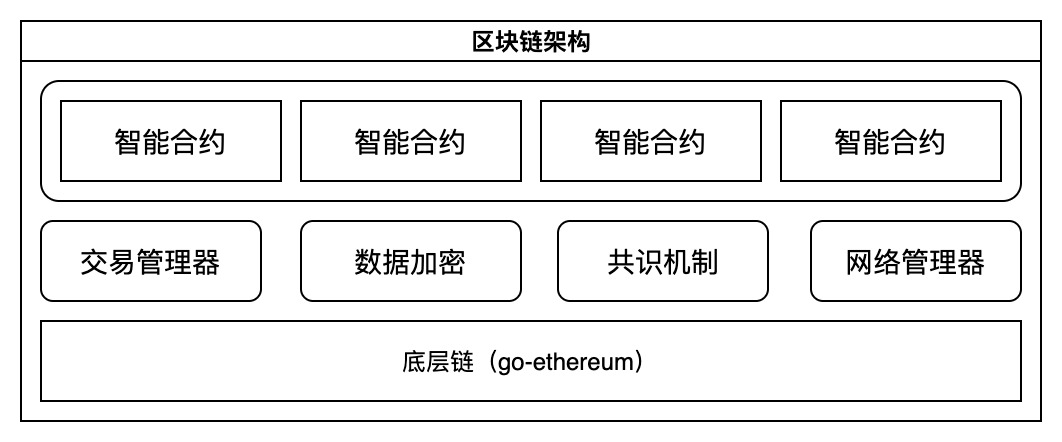 区块链架构
智能合约 智能合约 智能合约 智能合约
交易管理器 数据加密 共识机制 网络管理器
底层链（go-ethereum）